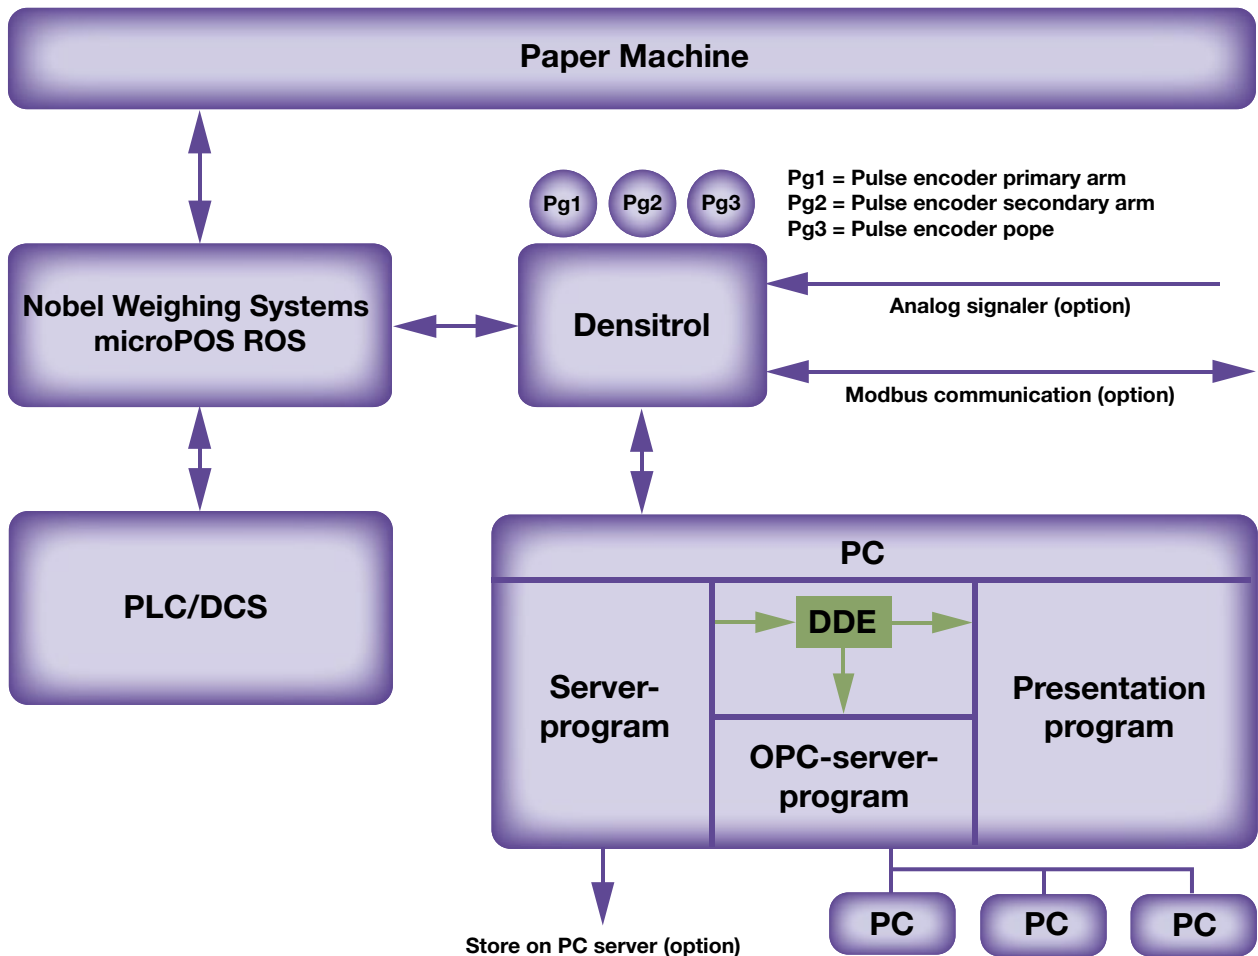 Paper Machine
Pg1
Pg2
Pg3
Pg1 = Pulse encoder primary arm
Pg2 = Pulse encoder secondary arm
Pg3 = Pulse encoder pope
Nobel Weighing Systems
microPOS ROS
Densitrol
Analog signaler (option)
Modbus communication (option)
PLC/DCS
PC
DDE
Server-
program
Presentation
program
OPC-server-
program
Store on PC server (option)
PC
PC
PC